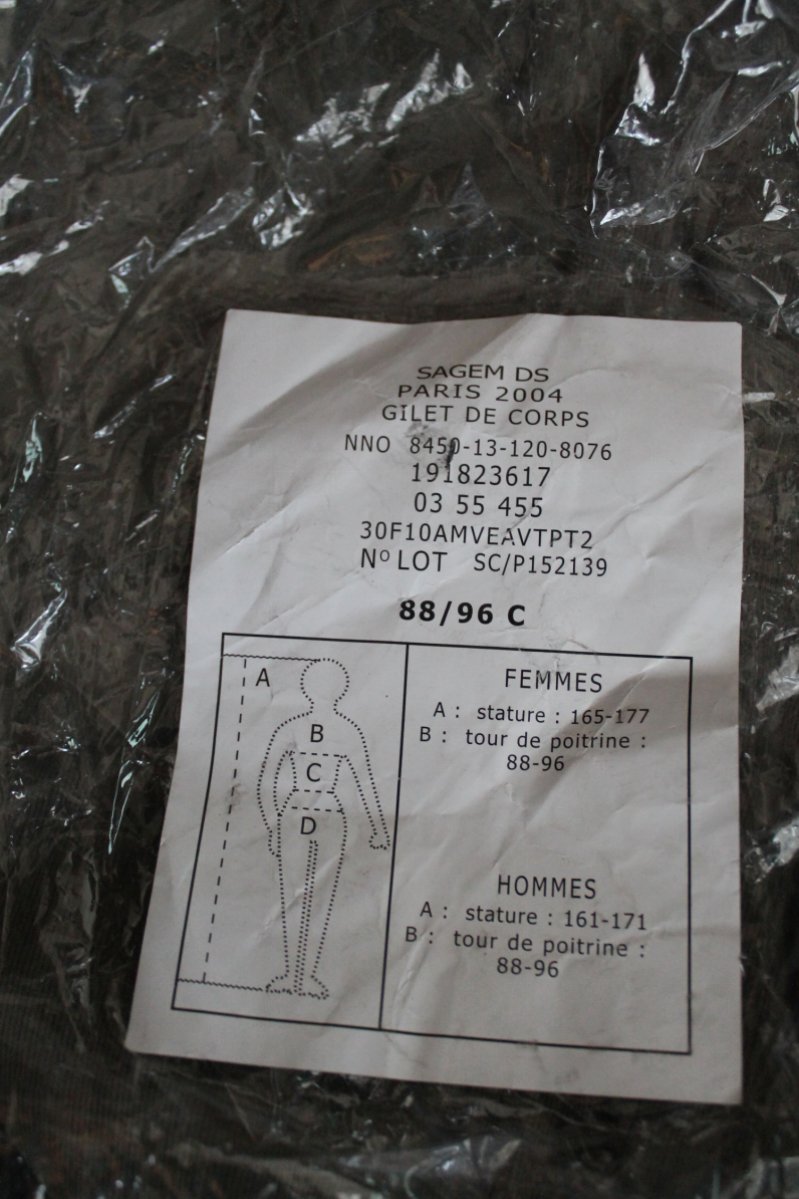 SAGEM DS
PARIS 2004
GILET DE CORPS
NNO 8450-13-120-8076
191823617
03 55 455
30F10AMVEAVTPT2
Nº LOT SC/P152139
88/96 C
A
B
C
D
FEMMES
A : stature : 165-177
B : tour de poitrine :
88-96
HOMMES
A : stature : 161-171
B : tour de poitrine :
88-96